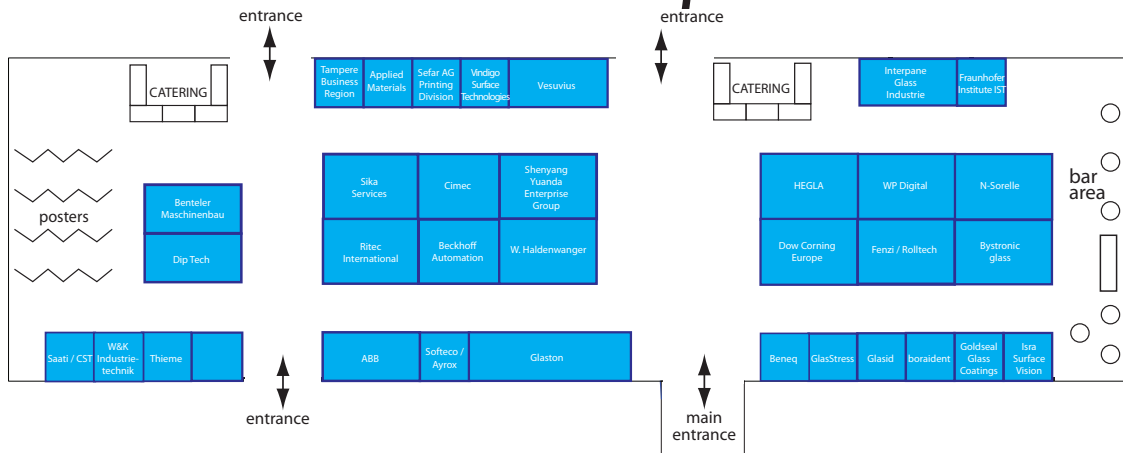 entrance
entrance
Tampere
Business
Region
Applied
Materials
Sefar AG
Printing
Division
Vindigo
Surface
Technologies
Vesuvius
Interpane
Glass
Industrie
Fraunhofer
Institute IST
CATERING
CATERING
Sika
Services
Cimec
Shenyang
Yuanda
Enterprise
Group
HEGLA
WP Digital
N-Sorelle
bar
area
posters
Benteler
Maschinenbau
Dip Tech
Ritec
International
Beckhoff
Automation
W. Haldenwanger
Dow Corning
Europe
Fenzi / Rolltech
Bystronic
glass
Saati / CST
W&K
Industrie-
technik
Thieme
ABB
Softeco /
Ayrox
Glaston
Beneq
GlasStress
Glasid
boraident
Goldseal
Glass
Coatings
Isra
Surface
Vision
entrance
main
entrance